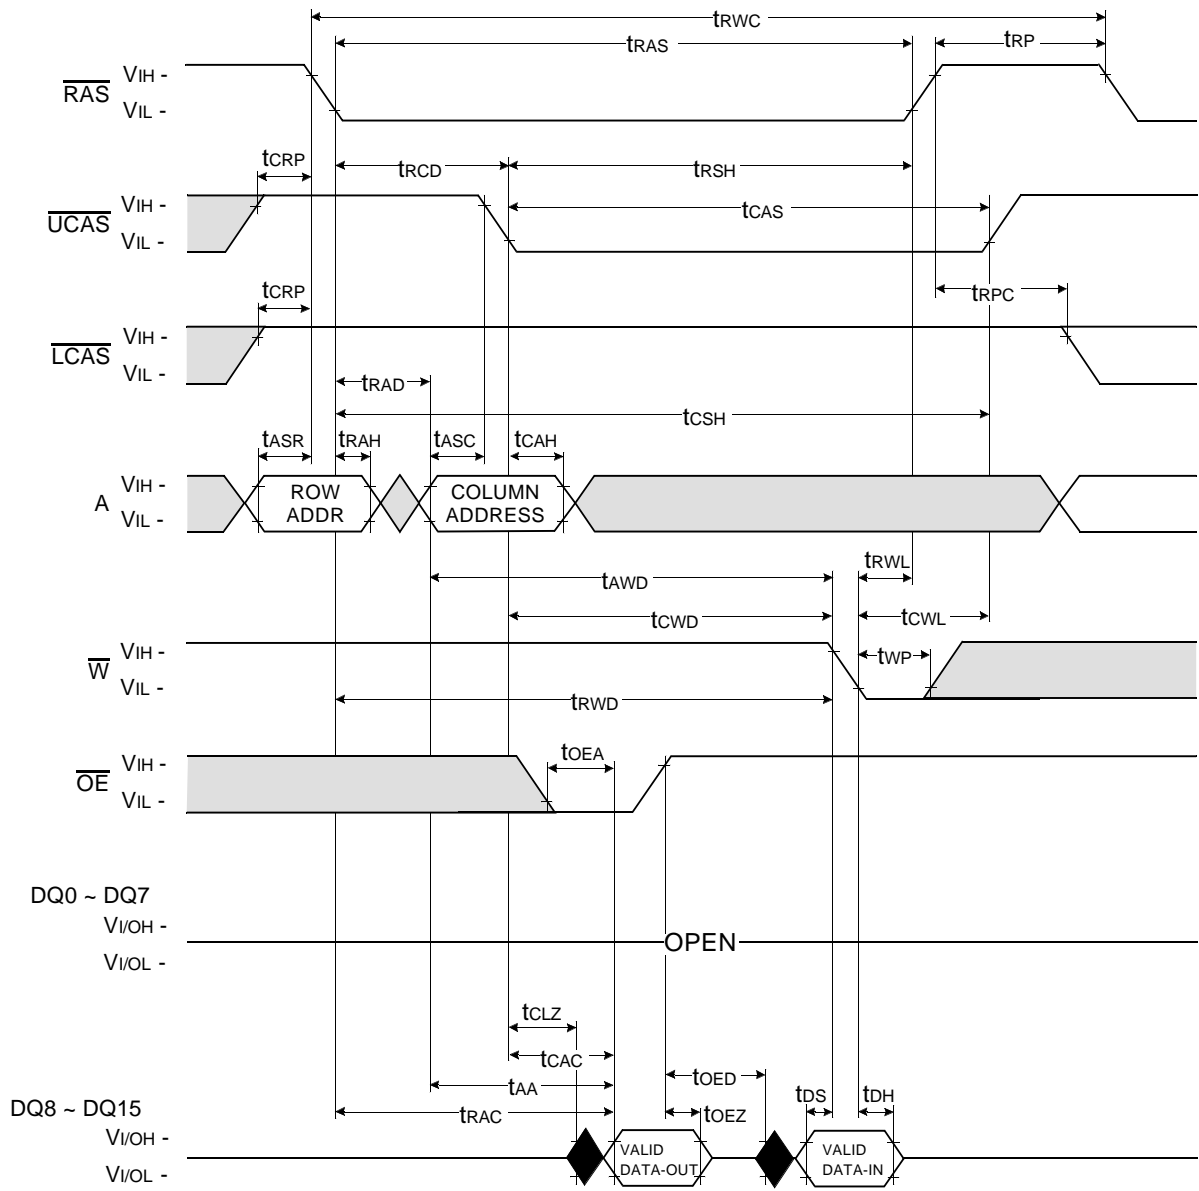 tRWC
tRAS
tRP
RAS
VIH -
VIL -
tCRP
tRCD
tRSH
UCAS
VIH -
VIL -
tCAS
tCRP
tRPC
LCAS
VIH -
VIL -
tRAD
tCSH
tASR
tRAH
tASC
tCAH
A
VIH -
VIL -
ROW
ADDR
COLUMN
ADDRESS
tAWD
tRWL
tCWD
tCWL
W
VIH -
VIL -
tWP
tRWD
OE
VIH -
VIL -
tOEA
DQ0 ~ DQ7
VI/OH -
VI/OL -
OPEN
tCLZ
tCAC
tAA
tOED
tRAC
tOEZ
tDS
tDH
DQ8 ~ DQ15
VI/OH -
VI/OL -
VALID
DATA-OUT
VALID
DATA-IN